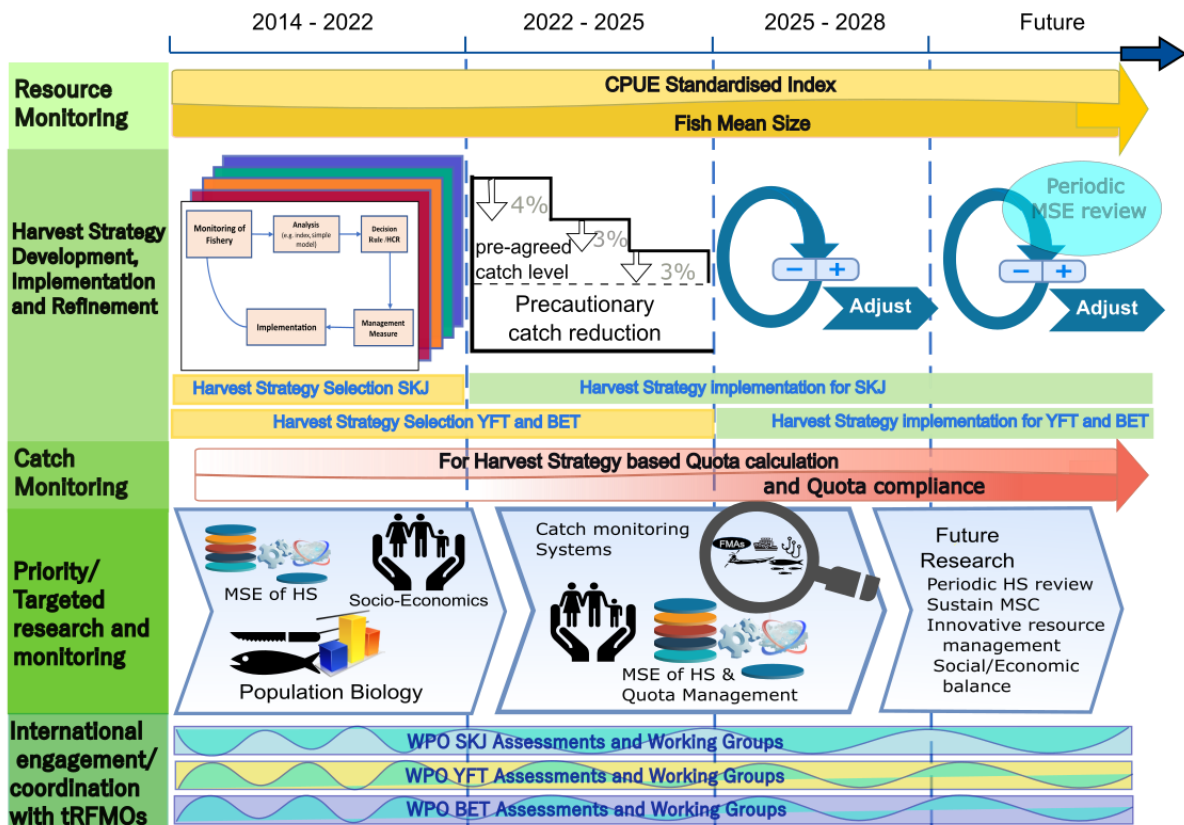 2014 - 2022
2022 - 2025
2025 - 2028
Future
Resource
Monitoring
CPUE Standardised Index
Fish Mean Size
Harvest Strategy
Development,
Implementation
and Refinement
Monitoring of
Fishery
Analysis
(e.g. index, simple
model)
Decision
Rule /HCR
Implementation
Management
Measure
4%
3%
3%
pre-agreed
catch level
Precautionary
catch reduction
− +
Adjust
Periodic
MSE review
− +
Adjust
Harvest Strategy Selection SKJ
Harvest Strategy implementation for SKJ
Harvest Strategy Selection YFT and BET
Harvest Strategy implementation for YFT and BET
Catch
Monitoring
For Harvest Strategy based Quota calculation
and Quota compliance
Priority/
Targeted
research and
monitoring
MSE of HS
Socio-Economics
Population Biology
Catch monitoring
Systems
FMAs
MSE of HS &
Quota Management
Future
Research
Periodic HS review
Sustain MSC
Innovative resource
management
Social/Economic
balance
International
engagement/
coordination
with tRFMOs
WPO SKJ Assessments and Working Groups
WPO YFT Assessments and Working Groups
WPO BET Assessments and Working Groups